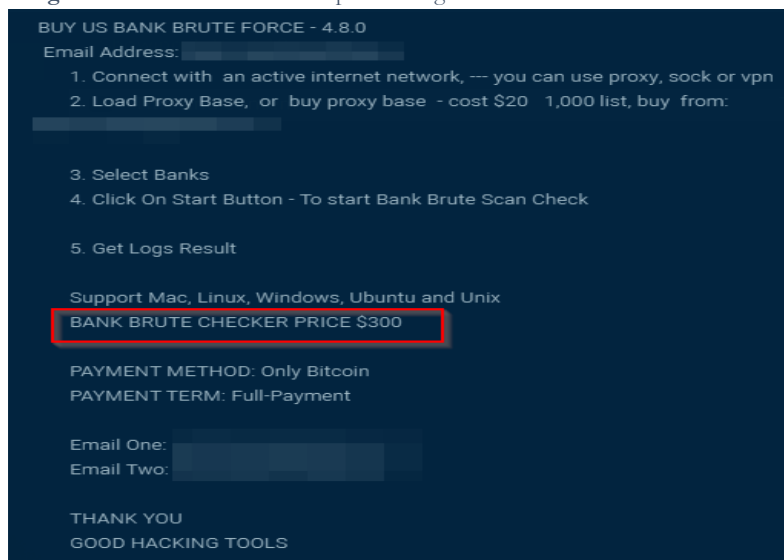 BUY US BANK BRUTE FORCE - 4.8.0
Email Address:
1. Connect with an active internet network, --- you can use proxy, sock or vpn
2. Load Proxy Base, or buy proxy base - cost $20 1,000 list, buy from:
3. Select Banks
4. Click On Start Button - To start Bank Brute Scan Check
5. Get Logs Result
Support Mac, Linux, Windows, Ubuntu and Unix
BANK BRUTE CHECKER PRICE $300
PAYMENT METHOD: Only Bitcoin
PAYMENT TERM: Full-Payment
Email One:
Email Two:
THANK YOU
GOOD HACKING TOOLS